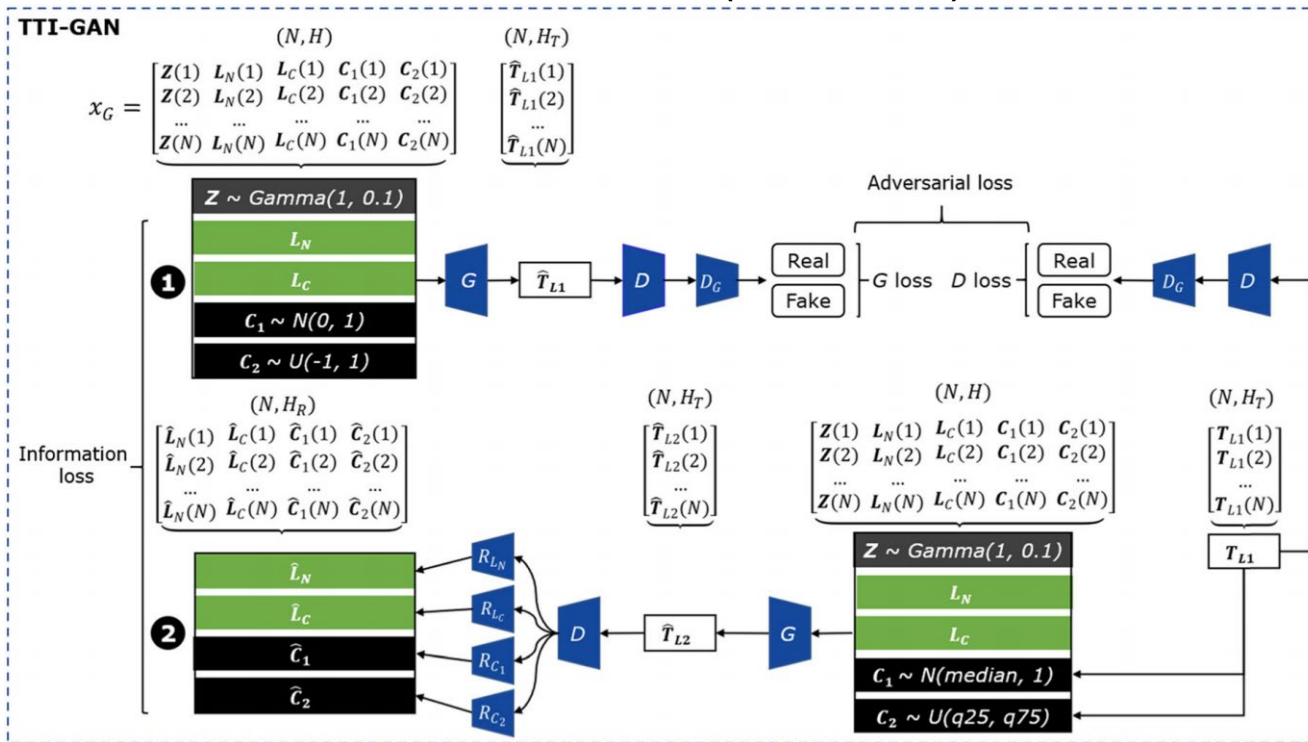 TTI-GAN
(N, H)
(N, H_T)
x_G =
Z(1) L_N(1) L_C(1) C_1(1) C_2(1)
Z(2) L_N(2) L_C(2) C_1(2) C_2(2)
... ... ... ... ...
Z(N) L_N(N) L_C(N) C_1(N) C_2(N)
T̂_L1(1)
T̂_L1(2)
...
T̂_L1(N)
Z ~ Gamma(1, 0.1)
L_N
L_C
C_1 ~ N(0, 1)
C_2 ~ U(-1, 1)
1
G
T̂_L1
D
D_G
Real
Fake
G loss
Adversarial loss
D loss
Real
Fake
D_G
D
Information
loss
(N, H_R)
L̂_N(1) L̂_C(1) Ĉ_1(1) Ĉ_2(1)
L̂_N(2) L̂_C(2) Ĉ_1(2) Ĉ_2(2)
... ... ... ...
L̂_N(N) L̂_C(N) Ĉ_1(N) Ĉ_2(N)
(N, H_T)
T̂_L2(1)
T̂_L2(2)
...
T̂_L2(N)
(N, H)
Z(1) L_N(1) L_C(1) C_1(1) C_2(1)
Z(2) L_N(2) L_C(2) C_1(2) C_2(2)
... ... ... ... ...
Z(N) L_N(N) L_C(N) C_1(N) C_2(N)
(N, H_T)
T_L1(1)
T_L1(2)
...
T_L1(N)
2
L̂_N
L̂_C
Ĉ_1
Ĉ_2
R_L_N
R_L_C
R_C_1
R_C_2
D
T̂_L2
G
Z ~ Gamma(1, 0.1)
L_N
L_C
C_1 ~ N(median, 1)
C_2 ~ U(q25, q75)
T_L1